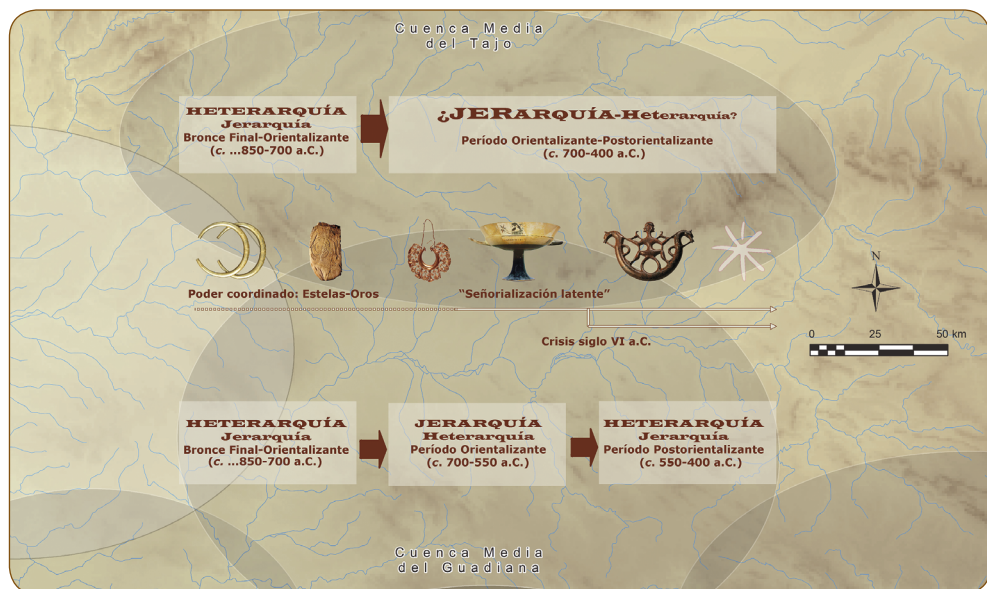 Cuenca Media
del Tajo
HETERARQUÍA
Jerarquía
Bronce Final-Orientalizante
(c. ...850-700 a.C.)
¿JERARQUÍA-Heterarquía?
Período Orientalizante-Postorientalizante
(c. 700-400 a.C.)
Poder coordinado: Estelas-Oros
“Señorialización latente”
Crisis siglo VI a.C.
N
0 25 50 km
HETERARQUÍA
Jerarquía
Bronce Final-Orientalizante
(c. ...850-700 a.C.)
JERARQUÍA
Heterarquía
Período Orientalizante
(c. 700-550 a.C.)
HETERARQUÍA
Jerarquía
Período Postorientalizante
(c. 550-400 a.C.)
Cuenca Media
del Guadiana